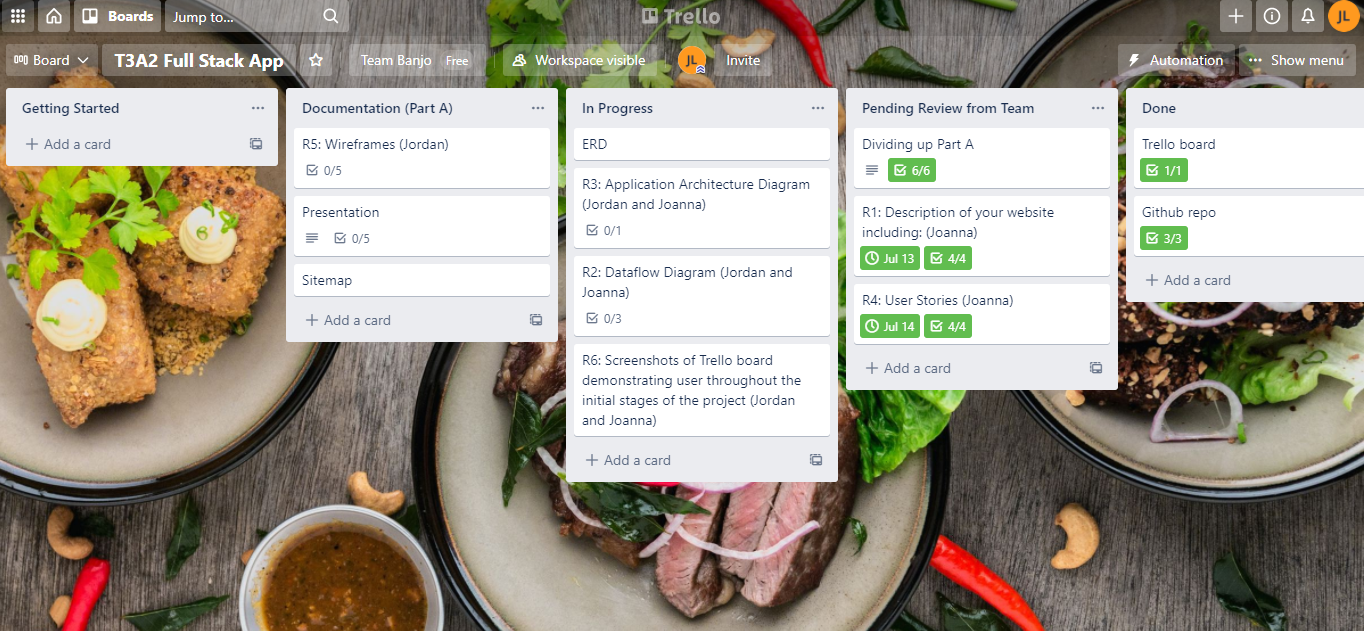 Boards
Jump to...
Trello
JL
Board
T3A2 Full Stack App
Team Banjo
Free
Workspace visible
JL
Invite
Automation
Show menu
Getting Started
Add a card
Documentation (Part A)
R5: Wireframes (Jordan)
0/5
Presentation
0/5
Sitemap
Add a card
In Progress
ERD
R3: Application Architecture Diagram
(Jordan and Joanna)
0/1
R2: Dataflow Diagram (Jordan and
Joanna)
0/3
R6: Screenshots of Trello board
demonstrating user throughout the
initial stages of the project (Jordan
and Joanna)
Add a card
Pending Review from Team
Dividing up Part A
6/6
R1: Description of your website
including: (Joanna)
Jul 13 4/4
R4: User Stories (Joanna)
Jul 14 4/4
Add a card
Done
Trello board
1/1
Github repo
3/3
Add a card